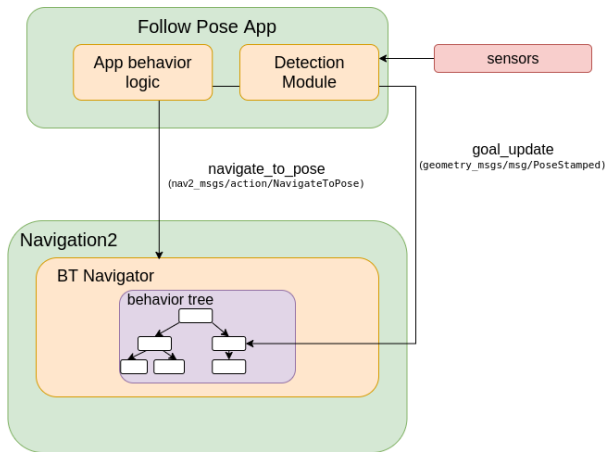 Follow Pose App
App behavior
logic
Detection
Module
sensors
navigate_to_pose
(nav2_msgs/action/NavigateToPose)
goal_update
(geometry_msgs/msg/PoseStamped)
Navigation2
BT Navigator
behavior tree